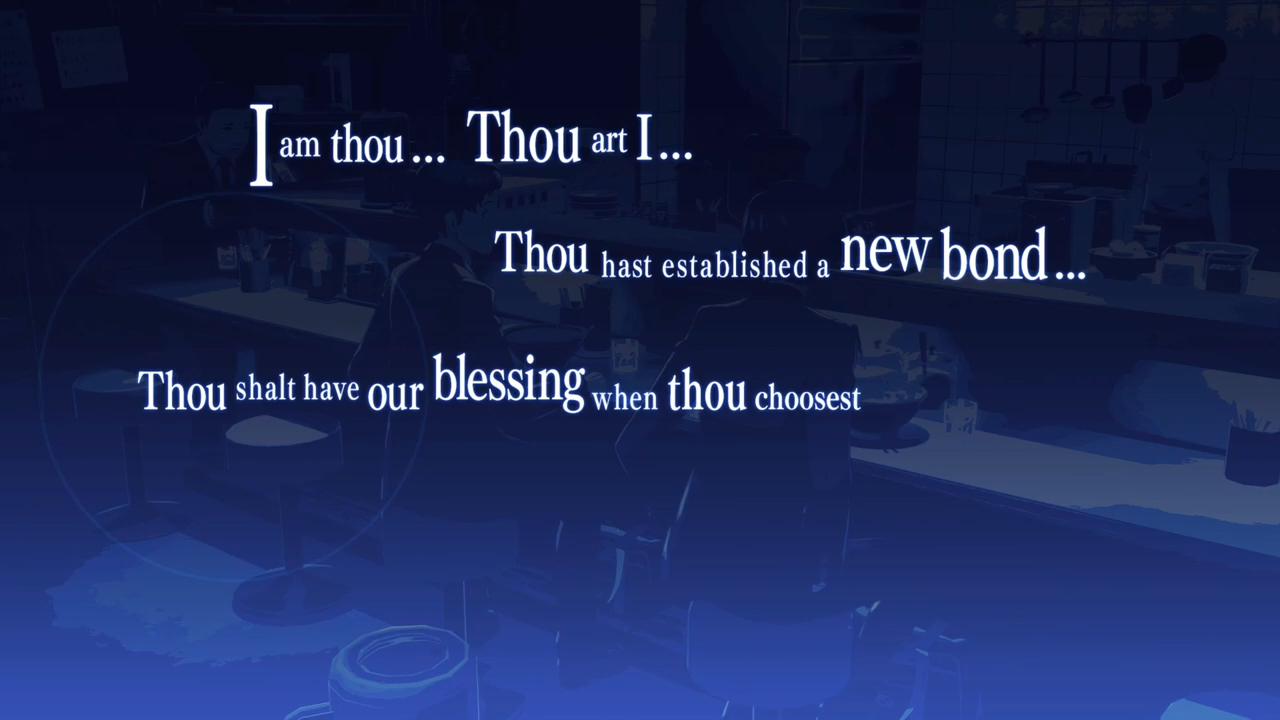 I am thou... Thou art I...
Thou hast established a new bond...
Thou shalt have our blessing when thou choosest